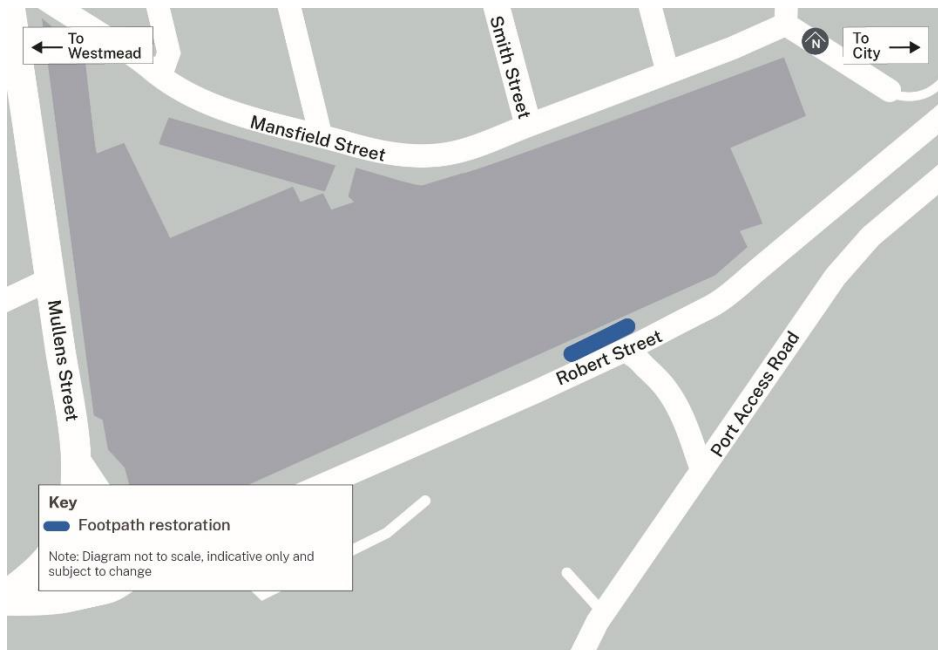 To
Westmead
Smith Street
N
To
City
Mansfield Street
Mullens Street
Robert Street
Port Access Road
Key
Footpath restoration
Note: Diagram not to scale, indicative only and
subject to change